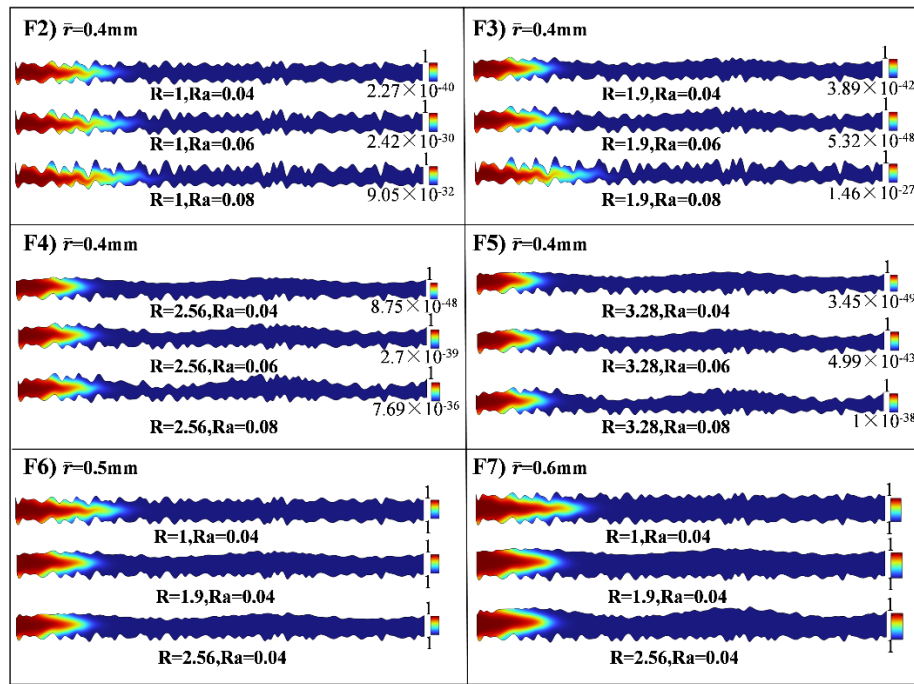 F2) r̄=0.4mm
1
R=1,Ra=0.04
2.27×10-40
1
R=1,Ra=0.06
2.42×10-30
1
R=1,Ra=0.08
9.05×10-32
F3) r̄=0.4mm
1
R=1.9,Ra=0.04
3.89×10-42
1
R=1.9,Ra=0.06
5.32×10-48
1
R=1.9,Ra=0.08
1.46×10-27
F4) r̄=0.4mm
1
R=2.56,Ra=0.04
8.75×10-48
1
R=2.56,Ra=0.06
2.7×10-39
1
R=2.56,Ra=0.08
7.69×10-36
F5) r̄=0.4mm
1
R=3.28,Ra=0.04
3.45×10-49
1
R=3.28,Ra=0.06
4.99×10-43
1
R=3.28,Ra=0.08
1×10-38
F6) r̄=0.5mm
1
R=1,Ra=0.04
1
1
R=1.9,Ra=0.04
1
1
R=2.56,Ra=0.04
1
F7) r̄=0.6mm
1
R=1,Ra=0.04
1
1
R=1.9,Ra=0.04
1
1
R=2.56,Ra=0.04
1